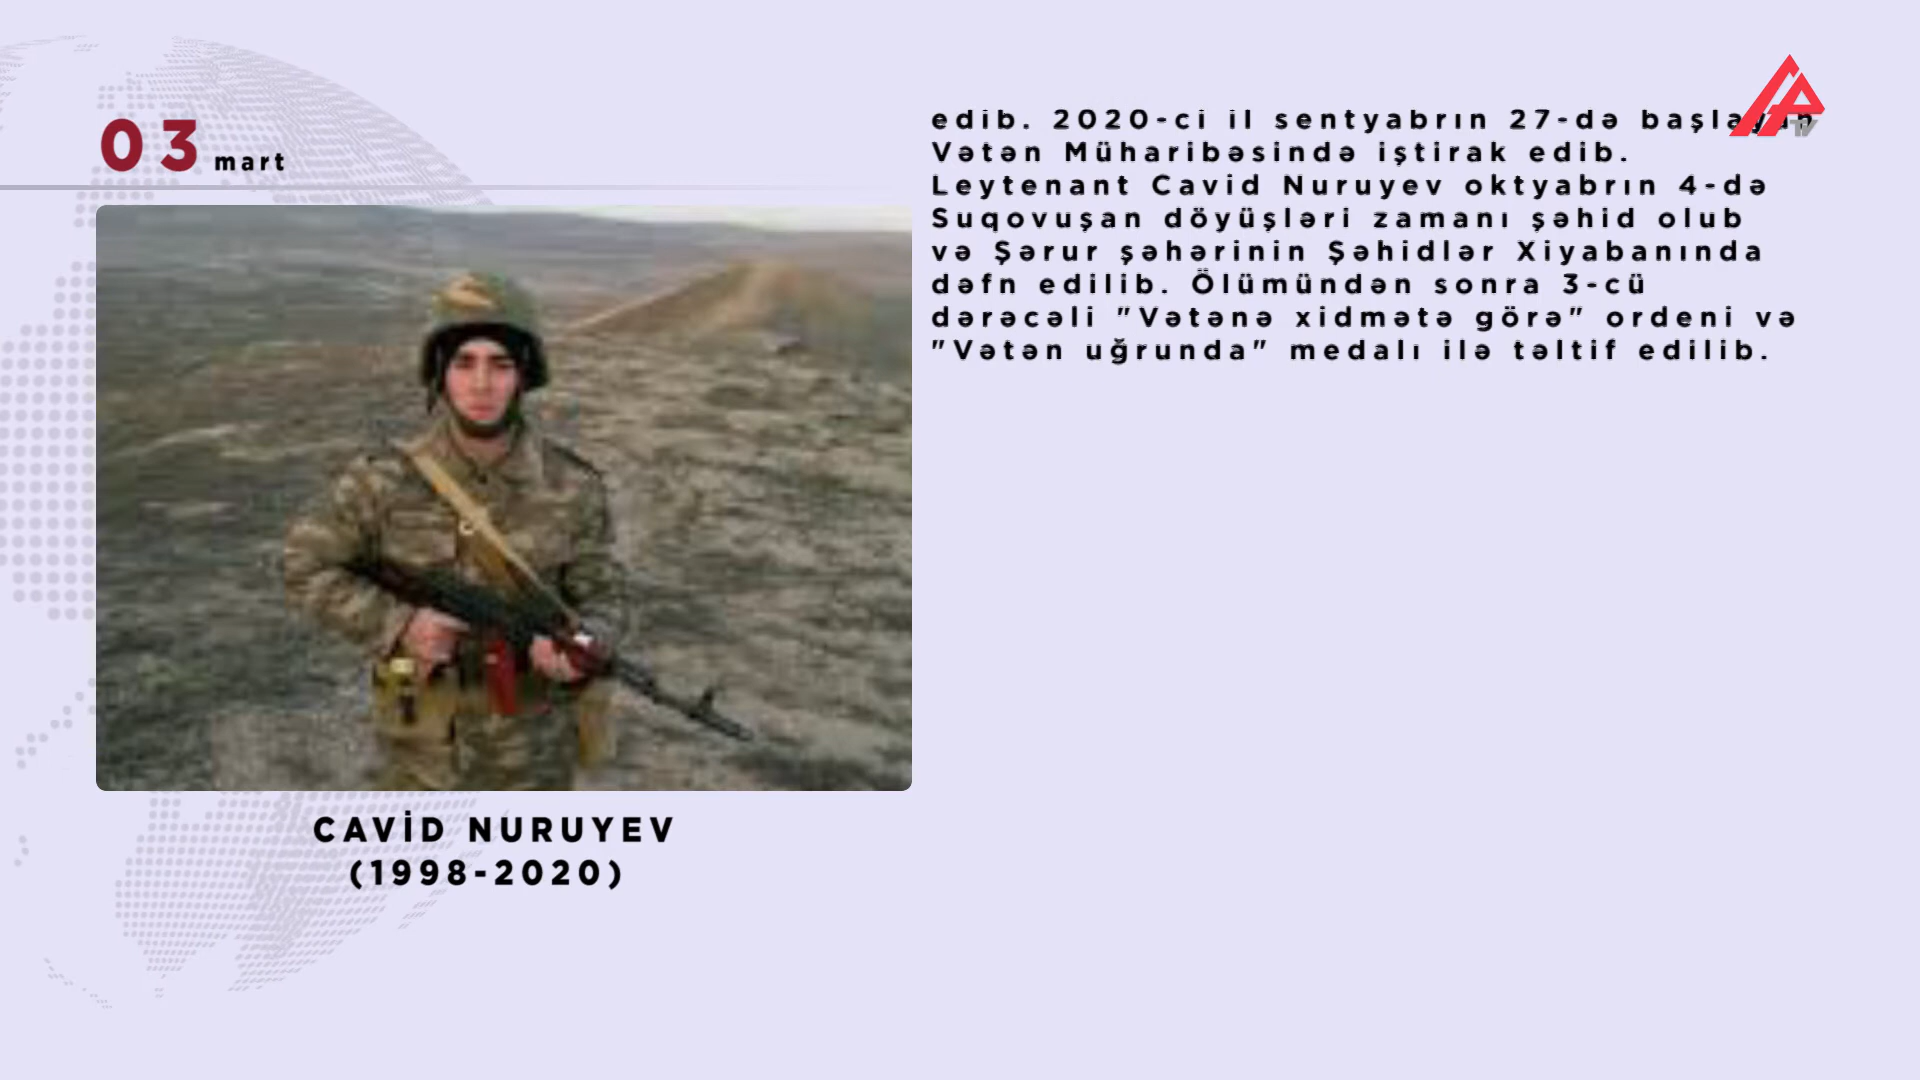 03 mart
edib. 2020-ci il sentyabrın 27-də başlayan
Vətən Müharibəsində iştirak edib.
Leytenant Cavid Nuruyev oktyabrın 4-də
Suqovuşan döyüşləri zamanı şəhid olub
və Şərur şəhərinin Şəhidlər Xiyabanında
dəfn edilib. Ölümündən sonra 3-cü
dərəcəli "Vətənə xidmətə görə" ordeni və
"Vətən uğrunda" medalı ilə təltif edilib.
CAVİD NURUYEV
(1998-2020)
TV